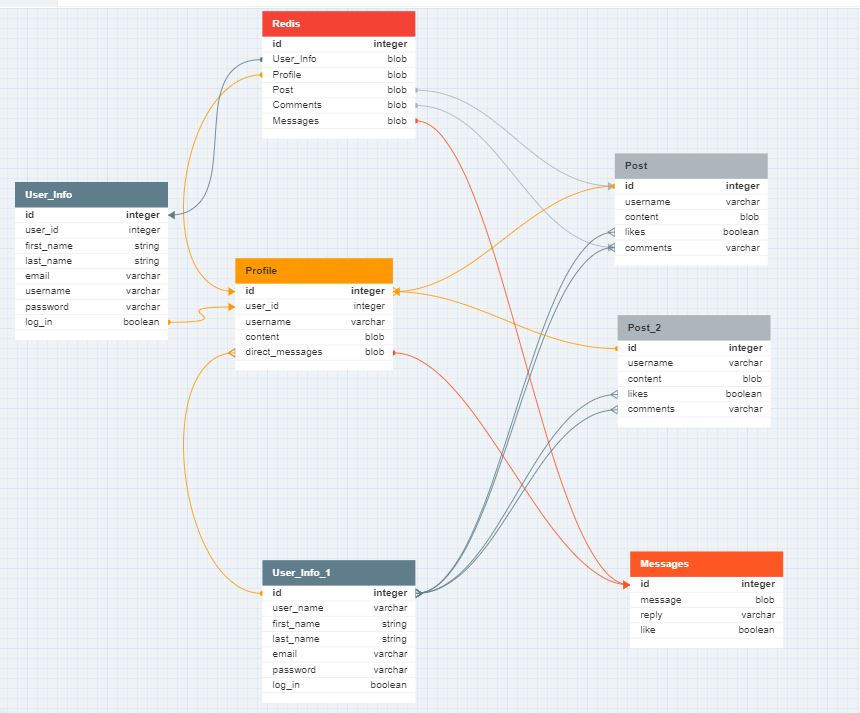 Redis
id integer
User_Info blob
Profile blob
Post blob
Comments blob
Messages blob
User_Info
id integer
user_id integer
first_name string
last_name string
email varchar
username varchar
password varchar
log_in boolean
Profile
id integer
user_id integer
username varchar
content blob
direct_messages blob
Post
id integer
username varchar
content blob
likes boolean
comments varchar
Post_2
id integer
username varchar
content blob
likes boolean
comments varchar
User_Info_1
id integer
user_name varchar
first_name string
last_name string
email varchar
password varchar
log_in boolean
Messages
id integer
message blob
reply varchar
like boolean